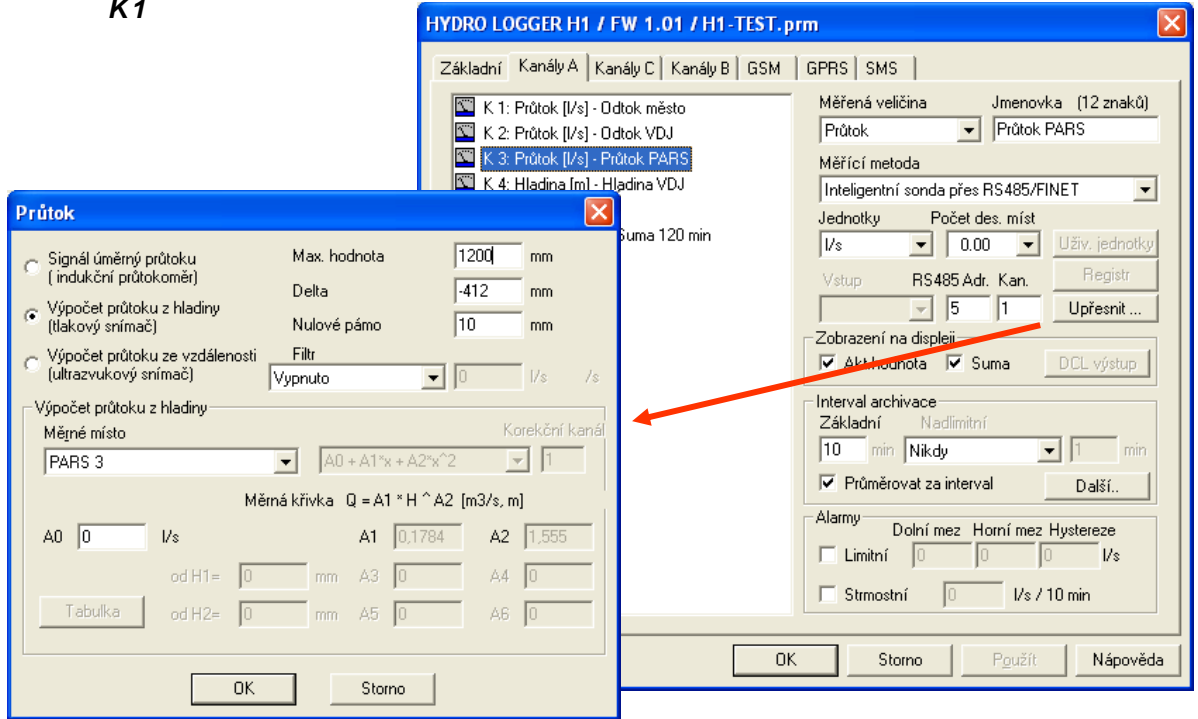 K1
HYDRO LOGGER H1 / FW 1.01 / H1-TEST.prm
Základní Kanály A Kanály C Kanály B GSM GPRS SMS
K 1: Průtok [l/s] - Odtok město
K 2: Průtok [l/s] - Odtok VDJ
K 3: Průtok [l/s] - Průtok PARS
K 4: Hladina [m] - Hladina VDJ
Suma 120 min
Měřená veličina Jmenovka (12 znaků)
Průtok Průtok PARS
Měřící metoda
Inteligentní sonda přes RS485/FINET
Jednotky Počet des. míst
l/s 0.00 Uživ. jednotky
Vstup RS485 Adr. Kan. Registr
5 1 Upřesnit ...
Zobrazení na displeji
Akt.hodnota Suma DCL výstup
Interval archivace
Základní Nadlimitní
10 min Nikdy 1 min
Průměrovat za interval Další..
Alarmy
Dolní mez Horní mez Hystereze
Limitní 0 0 0 l/s
Strmostní 0 l/s / 10 min
OK Storno Použít Nápověda
Průtok
Signál úměrný průtoku
( indukční průtokoměr)
Výpočet průtoku z hladiny
(tlakový snímač)
Výpočet průtoku ze vzdálenosti
(ultrazvukový snímač)
Max. hodnota 1200 mm
Delta -412 mm
Nulové pámo 10 mm
Filtr
Vypnuto 0 l/s /s
Výpočet průtoku z hladiny
Měrné místo Korekční kanál
PARS 3 A0 + A1*x + A2*x^2 1
Měrná křivka Q = A1 * H ^ A2 [m3/s, m]
A0 0 l/s A1 0,1784 A2 1,555
od H1= 0 mm A3 0 A4 0
Tabulka od H2= 0 mm A5 0 A6 0
OK Storno